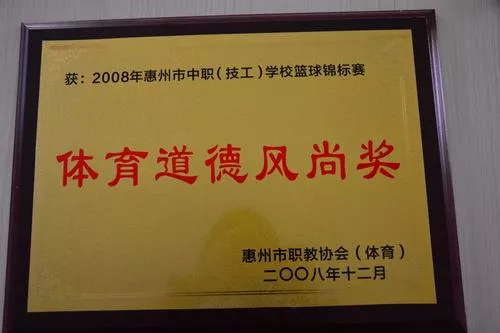 获：2008年惠州市中职（技工）学校篮球锦标赛
体育道德风尚奖
惠州市职教协会（体育）
二〇〇八年十二月